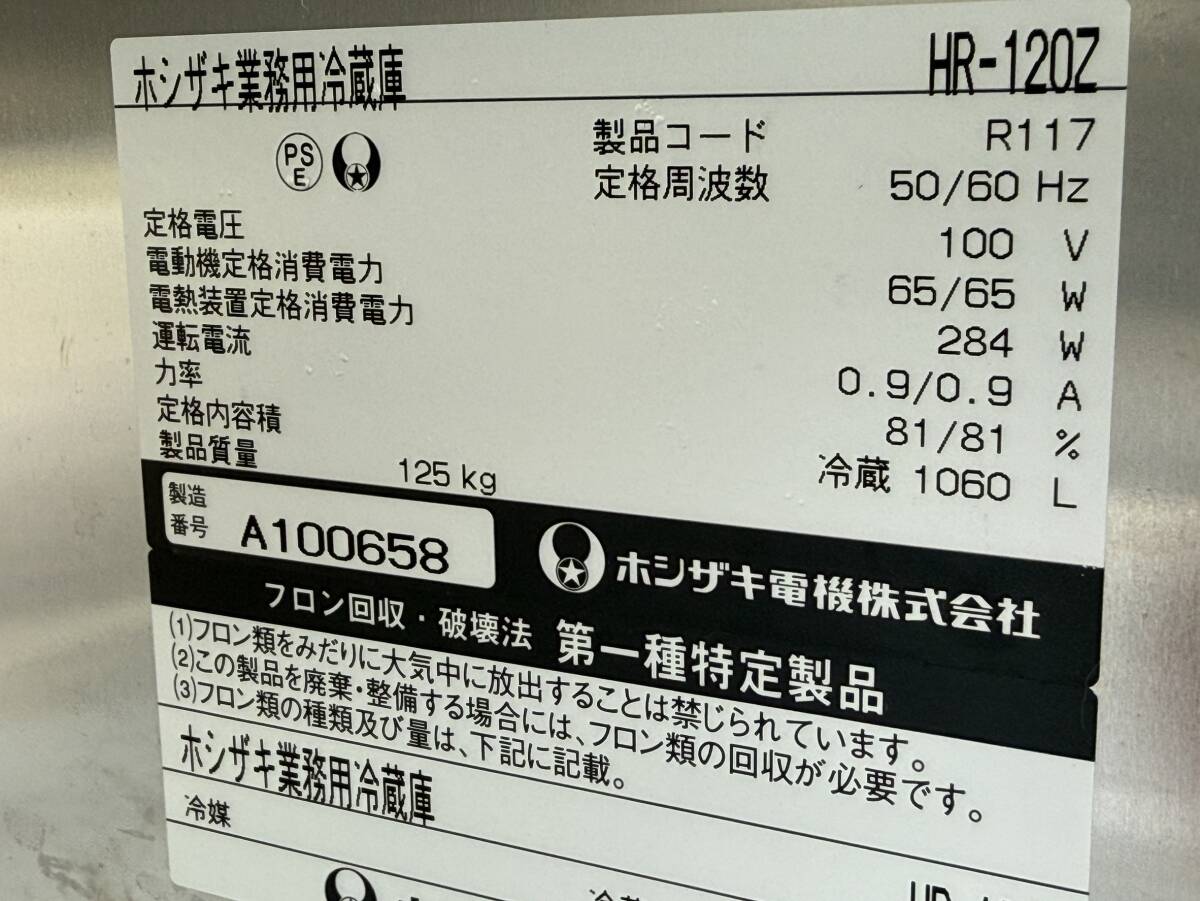 ホシザキ業務用冷蔵庫 HR-120Z
PS
E
製品コード R117
定格周波数 50/60 Hz
定格電圧 100 V
電動機定格消費電力 65/65 W
電熱装置定格消費電力 284 W
運転電流 0.9/0.9 A
力率 81/81 %
定格内容積 冷蔵 1060 L
製品質量 125 kg
製造
番号 A100658
ホシザキ電機株式会社
フロン回収・破壊法 第一種特定製品
(1)フロン類をみだりに大気中に放出することは禁じられています。
(2)この製品を廃棄・整備する場合には、フロン類の回収が必要です。
(3)フロン類の種類及び量は、下記に記載。
ホシザキ業務用冷蔵庫
冷媒